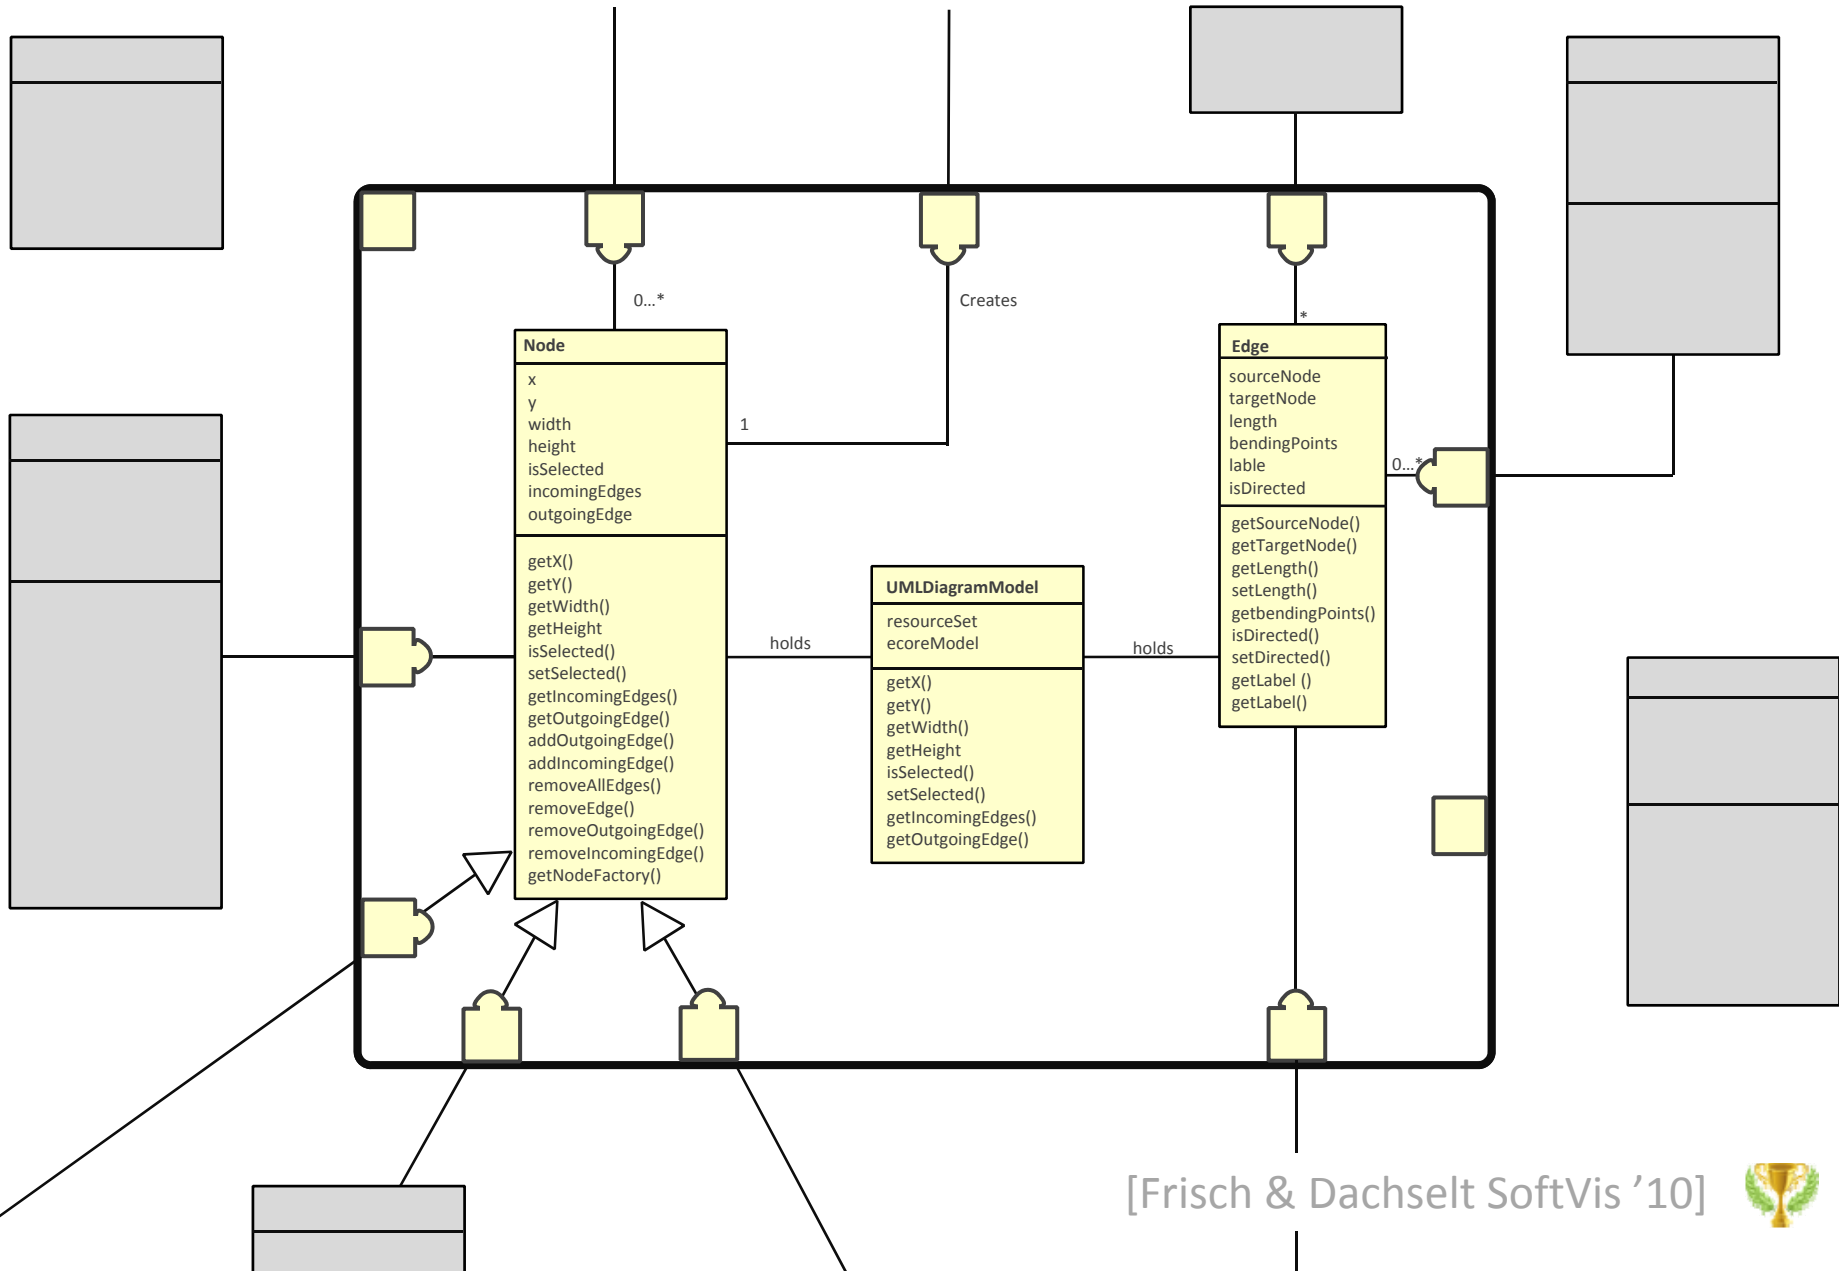 0...*
Creates
Node
x
y
width
height
isSelected
incomingEdges
outgoingEdge
getX()
getY()
getWidth()
getHeight
isSelected()
setSelected()
getIncomingEdges()
getOutgoingEdge()
addOutgoingEdge()
addIncomingEdge()
removeAllEdges()
removeEdge()
removeOutgoingEdge()
removeIncomingEdge()
getNodeFactory()
1
holds
UMLDiagramModel
resourceSet
ecoreModel
getX()
getY()
getWidth()
getHeight
isSelected()
setSelected()
getIncomingEdges()
getOutgoingEdge()
holds
*
Edge
sourceNode
targetNode
length
bendingPoints
lable
isDirected
getSourceNode()
getTargetNode()
getLength()
setLength()
getbendingPoints()
isDirected()
setDirected()
getLabel ()
getLabel()
0...*
[Frisch & Dachselt SoftVis ’10]